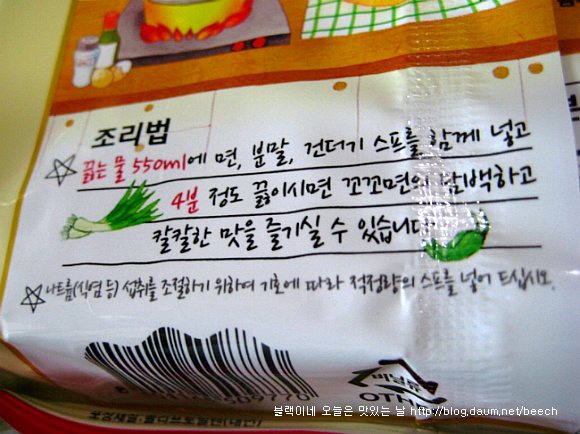 조리법
끓는 물 550ml에 면, 분말, 건더기 스프를 함께 넣고
4분 정도 끓이시면 꼬꼬면의 담백하고
칼칼한 맛을 즐기실 수 있습니다
나트륨(식염 등) 섭취를 조절하기 위하여 기호에 따라 적정량의 스프를 넣어 드십시오.
비닐류
OTHER
블랙이네 오늘은 맛있는 날 http://blog.daum.net/beech